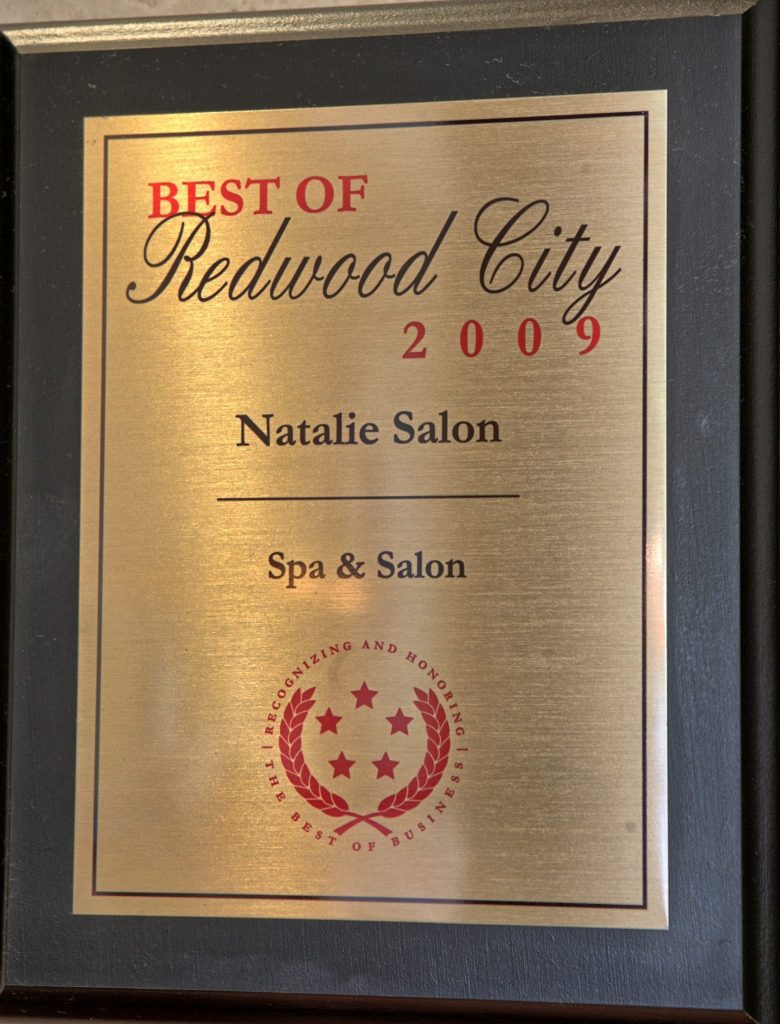 BEST OF
Redwood City
2009
Natalie Salon
Spa & Salon
| RECOGNIZING AND HONORING |
THE BEST OF BUSINESS